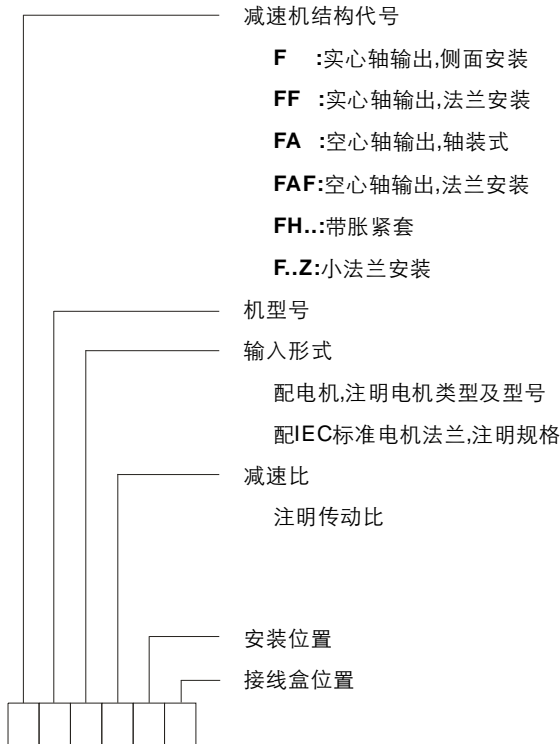 减速机结构代号
F :实心轴输出,侧面安装
FF :实心轴输出,法兰安装
FA :空心轴输出,轴装式
FAF:空心轴输出,法兰安装
FH..:带胀紧套
F..Z:小法兰安装
机型号
输入形式
配电机,注明电机类型及型号
配IEC标准电机法兰,注明规格
减速比
注明传动比
安装位置
接线盒位置